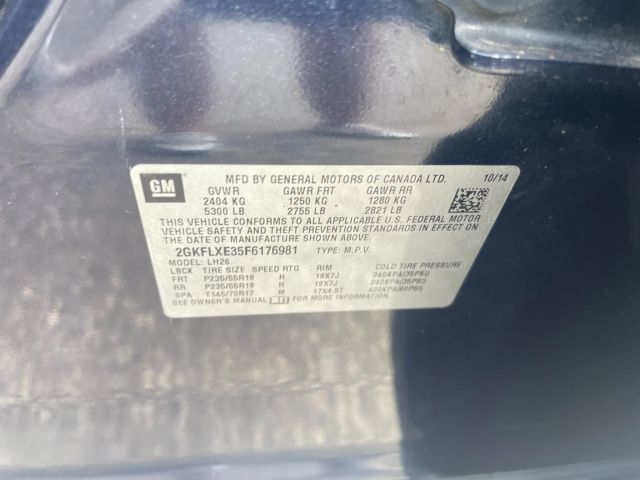 GM
MFD BY GENERAL MOTORS OF CANADA LTD. 10/14
GVWR GAWR FRT GAWR RR
2404 KG 1250 KG 1280 KG
5300 LB 2755 LB 2821 LB
THIS VEHICLE CONFORMS TO ALL APPLICABLE U.S. FEDERAL MOTOR
VEHICLE SAFETY AND THEFT PREVENTION STANDARDS IN EFFECT ON
THE DATE OF MANUFACTURE SHOWN ABOVE.
2GKFLXE35F6176981 TYPE: M.P.V.
MODEL: LH26
LBCK TIRE SIZE SPEED RTG RIM COLD TIRE PRESSURE
FRT P235/55R19 H 19X7J 240KPA(35PSI)
RR P235/55R19 H 19X7J 240KPA(35PSI)
SPA T145/70R17 M 17X4.5T 420KPA(60PSI)
SEE OWNER'S MANUAL FOR MORE INFORMATION.